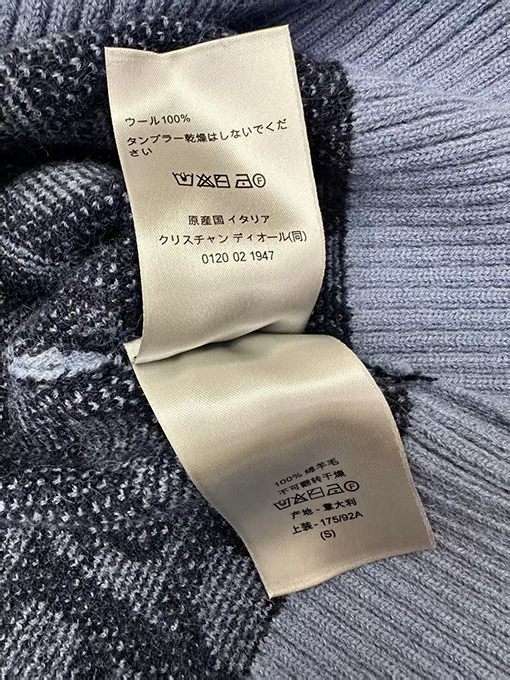 ウール100%
タンブラー乾燥はしないでくだ
さい
原産国 イタリア
クリスチャン ディオール(同)
0120 02 1947
100% 绵羊毛
不可翻转干燥
产地 - 意大利
上装 - 175/92A
(S)